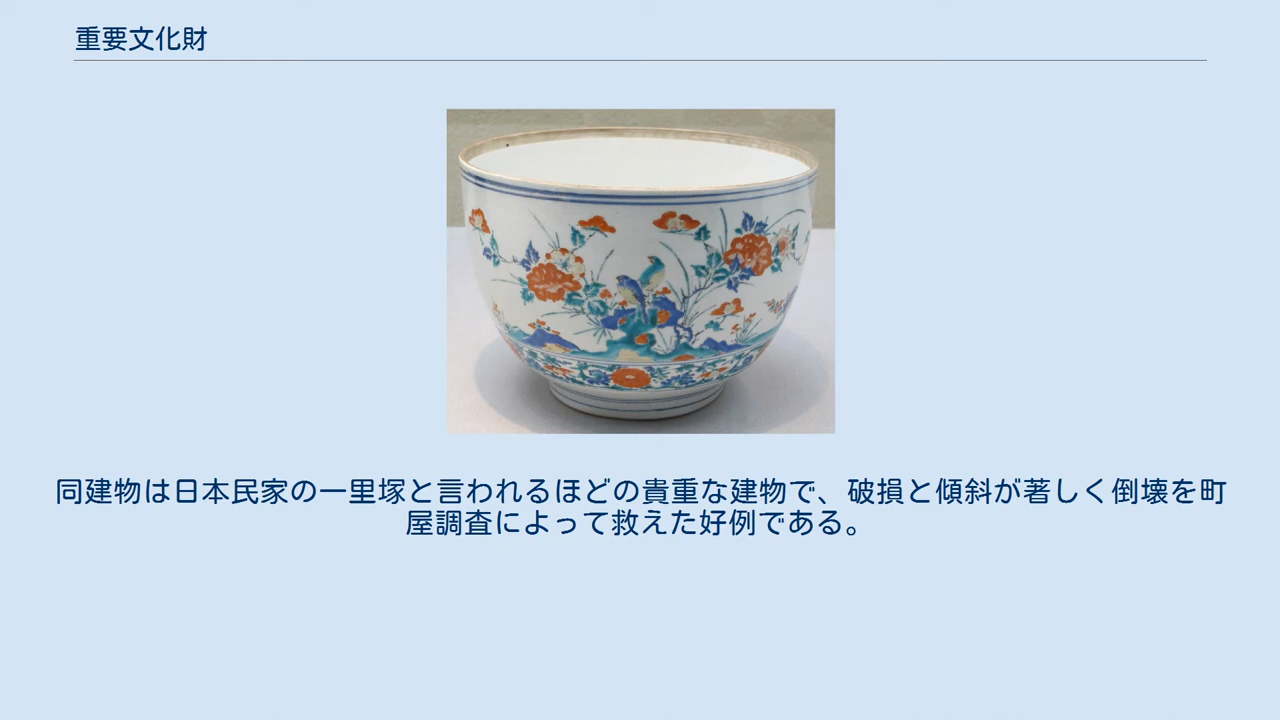 重要文化財
同建物は日本民家の一里塚と言われるほどの貴重な建物で、破損と傾斜が著しく倒壊を町
屋調査によって救えた好例である。